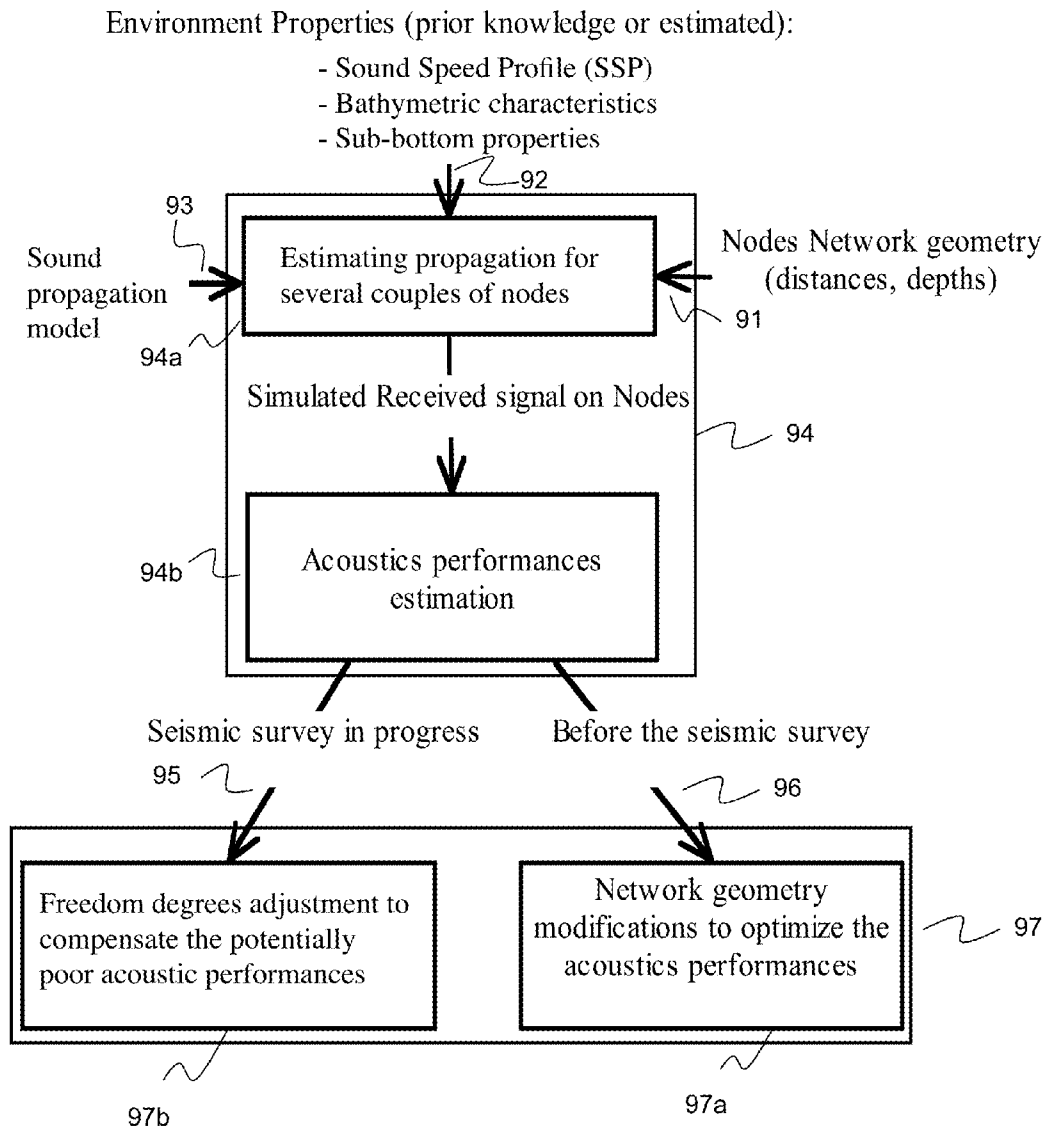 Environment Properties (prior knowledge or estimated):
- Sound Speed Profile (SSP)
- Bathymetric characteristics
- Sub-bottom properties
92
93
Sound
propagation
model
Estimating propagation for
several couples of nodes
Nodes Network geometry
(distances, depths)
91
94a
Simulated Received signal on Nodes
94
94b
Acoustics performances
estimation
Seismic survey in progress
Before the seismic survey
95
96
Freedom degrees adjustment to
compensate the potentially
poor acoustic performances
Network geometry
modifications to optimize the
acoustics performances
97
97b
97a